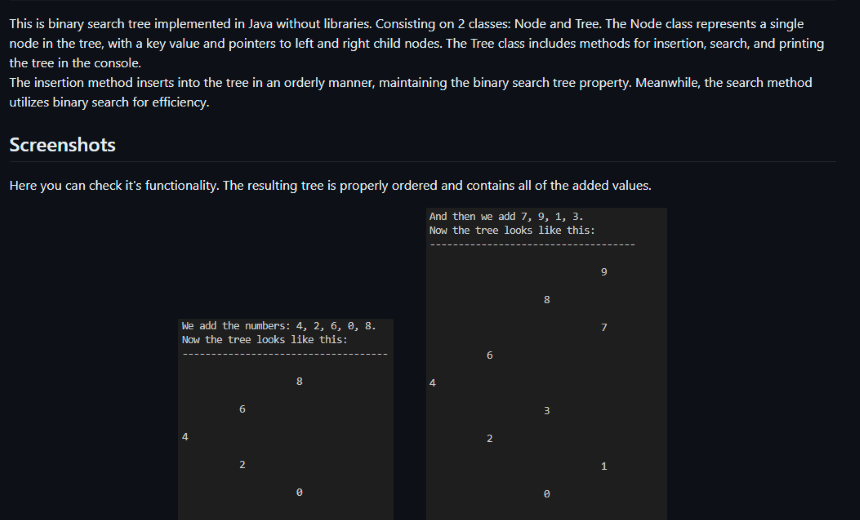 This is binary search tree implemented in Java without libraries. Consisting on 2 classes: Node and Tree. The Node class represents a single
node in the tree, with a key value and pointers to left and right child nodes. The Tree class includes methods for insertion, search, and printing
the tree in the console.
The insertion method inserts into the tree in an orderly manner, maintaining the binary search tree property. Meanwhile, the search method
utilizes binary search for efficiency.
Screenshots
Here you can check it's functionality. The resulting tree is properly ordered and contains all of the added values.
We add the numbers: 4, 2, 6, 0, 8.
Now the tree looks like this:
------------------------------------
8
6
4
2
0
And then we add 7, 9, 1, 3.
Now the tree looks like this:
------------------------------------
9
8
7
6
4
3
2
1
0